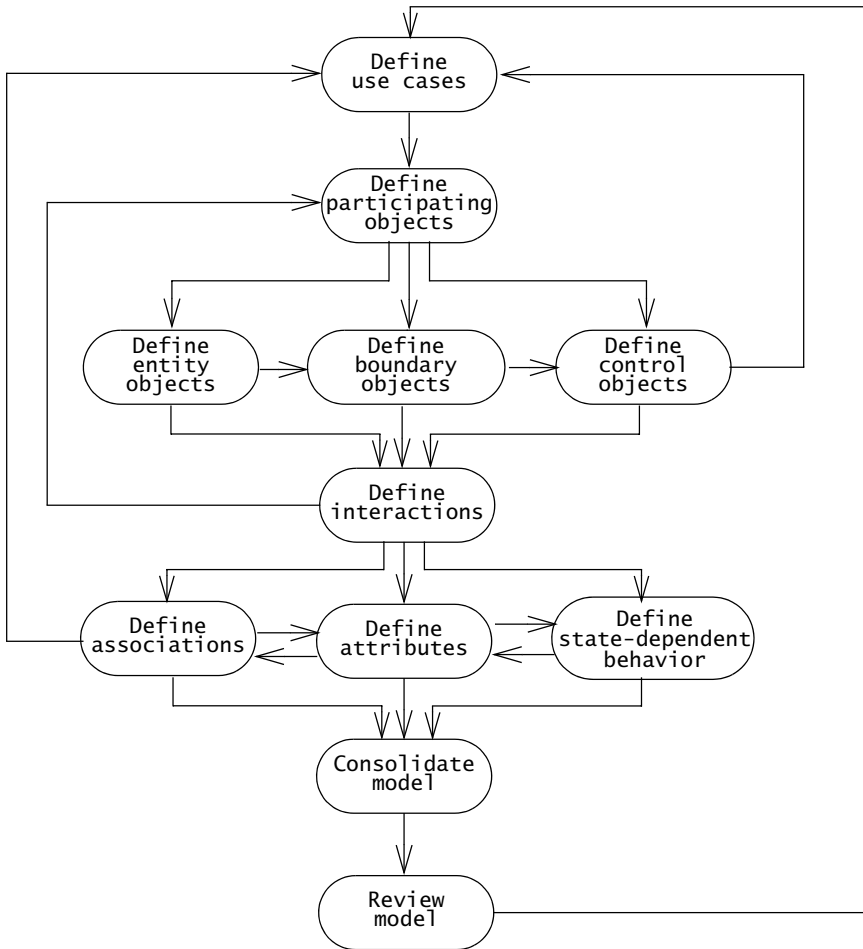 Define
use cases
Define
participating
objects
Define
entity
objects
Define
boundary
objects
Define
control
objects
Define
interactions
Define
associations
Define
attributes
Define
state-dependent
behavior
Consolidate
model
Review
model